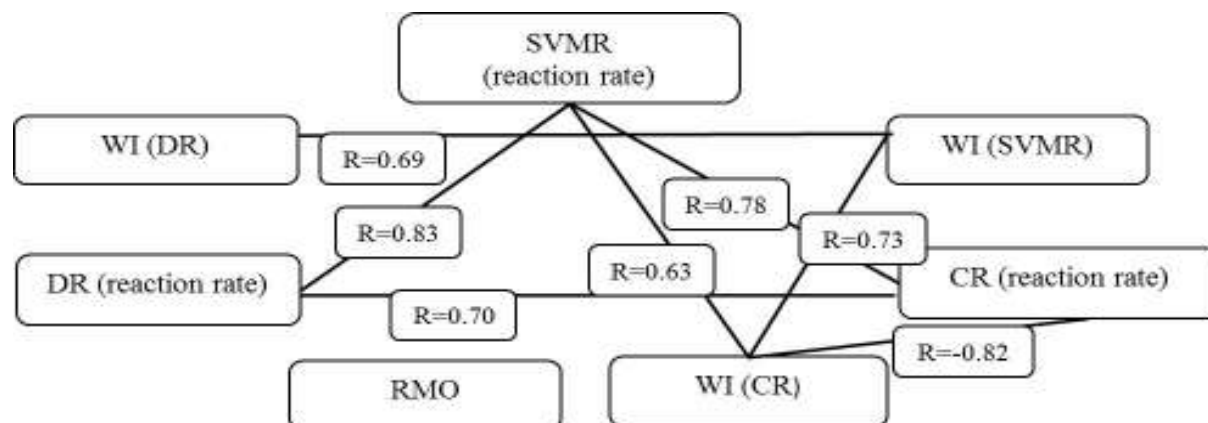 SVMR
(reaction rate)
WI (DR)
WI (SVMR)
R=0.69
R=0.78
R=0.83
R=0.73
R=0.63
DR (reaction rate)
CR (reaction rate)
R=0.70
R=-0.82
RMO
WI (CR)